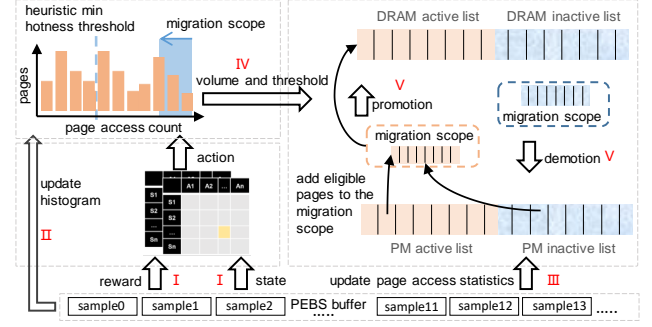 heuristic min
hotness threshold
migration scope
pages
page access count
IV
volume and threshold
DRAM active list
DRAM inactive list
V
promotion
migration scope
migration scope
demotion V
add eligible
pages to the
migration
scope
PM active list
PM inactive list
action
A1 A2 ... An
S1
S2
...
Sn
update
histogram
II
reward I
I state
update page access statistics III
sample0 sample1 sample2 PEBS buffer ..... sample11 sample12 sample13 .....